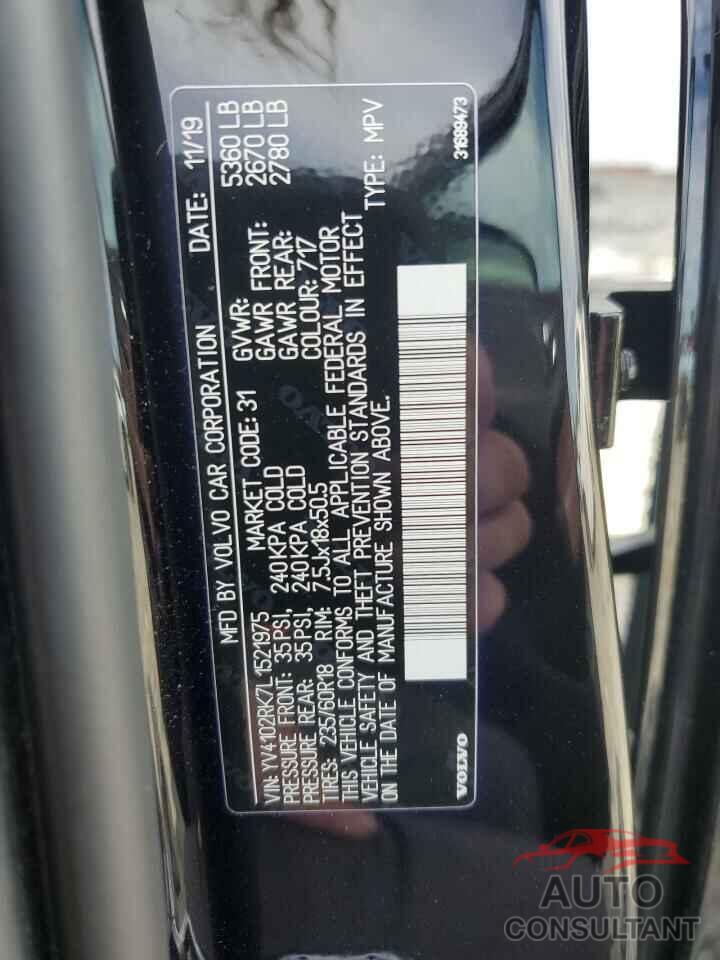 MFD BY VOLVO CAR CORPORATION DATE: 11/19
VIN: YV4102RK7L1521975 MARKET CODE: 31 GVWR: 5360 LB
PRESSURE FRONT: 35PSI, 240KPA COLD GAWR FRONT: 2670 LB
PRESSURE REAR: 35PSI, 240KPA COLD GAWR REAR: 2780 LB
TIRES: 235/60R18 RIM: 7.5Jx18x50.5 COLOUR: 717
THIS VEHICLE CONFORMS TO ALL APPLICABLE FEDERAL MOTOR
VEHICLE SAFETY AND THEFT PREVENTION STANDARDS IN EFFECT
ON THE DATE OF MANUFACTURE SHOWN ABOVE. TYPE: MPV
VOLVO 31689473
AUTO
CONSULTANT